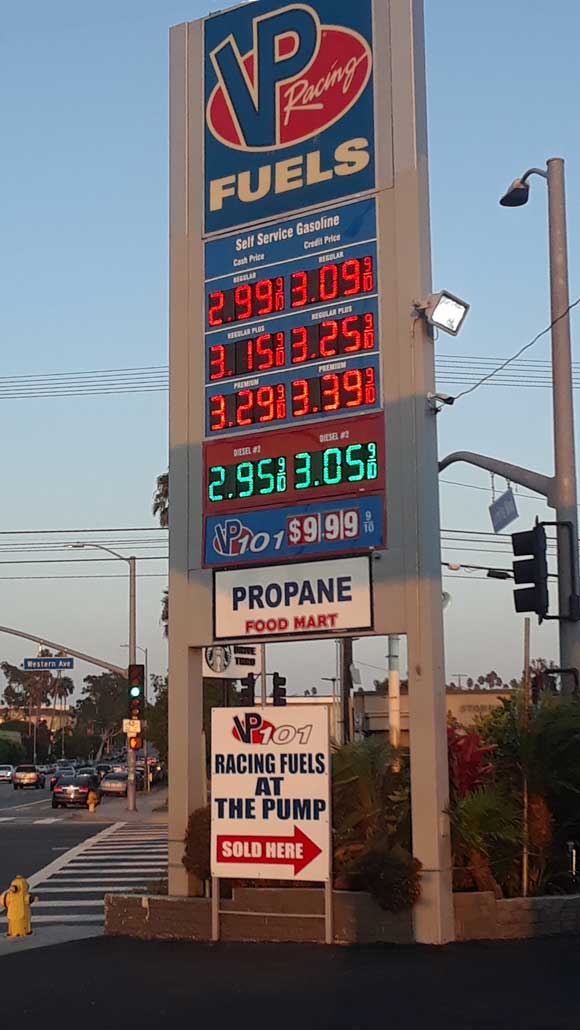 VP
Racing
FUELS
Self Service Gasoline
Cash Price Credit Price
REGULAR REGULAR
2.99 9/10 3.09 9/10
REGULAR PLUS REGULAR PLUS
3.15 9/10 3.25 9/10
PREMIUM PREMIUM
3.29 9/10 3.39 9/10
DIESEL #2 DIESEL #2
2.95 9/10 3.05 9/10
VP101 $9.99 9/10
PROPANE
FOOD MART
DRIVE
THRU
Western Ave
VP101
RACING FUELS
AT
THE PUMP
SOLD HERE